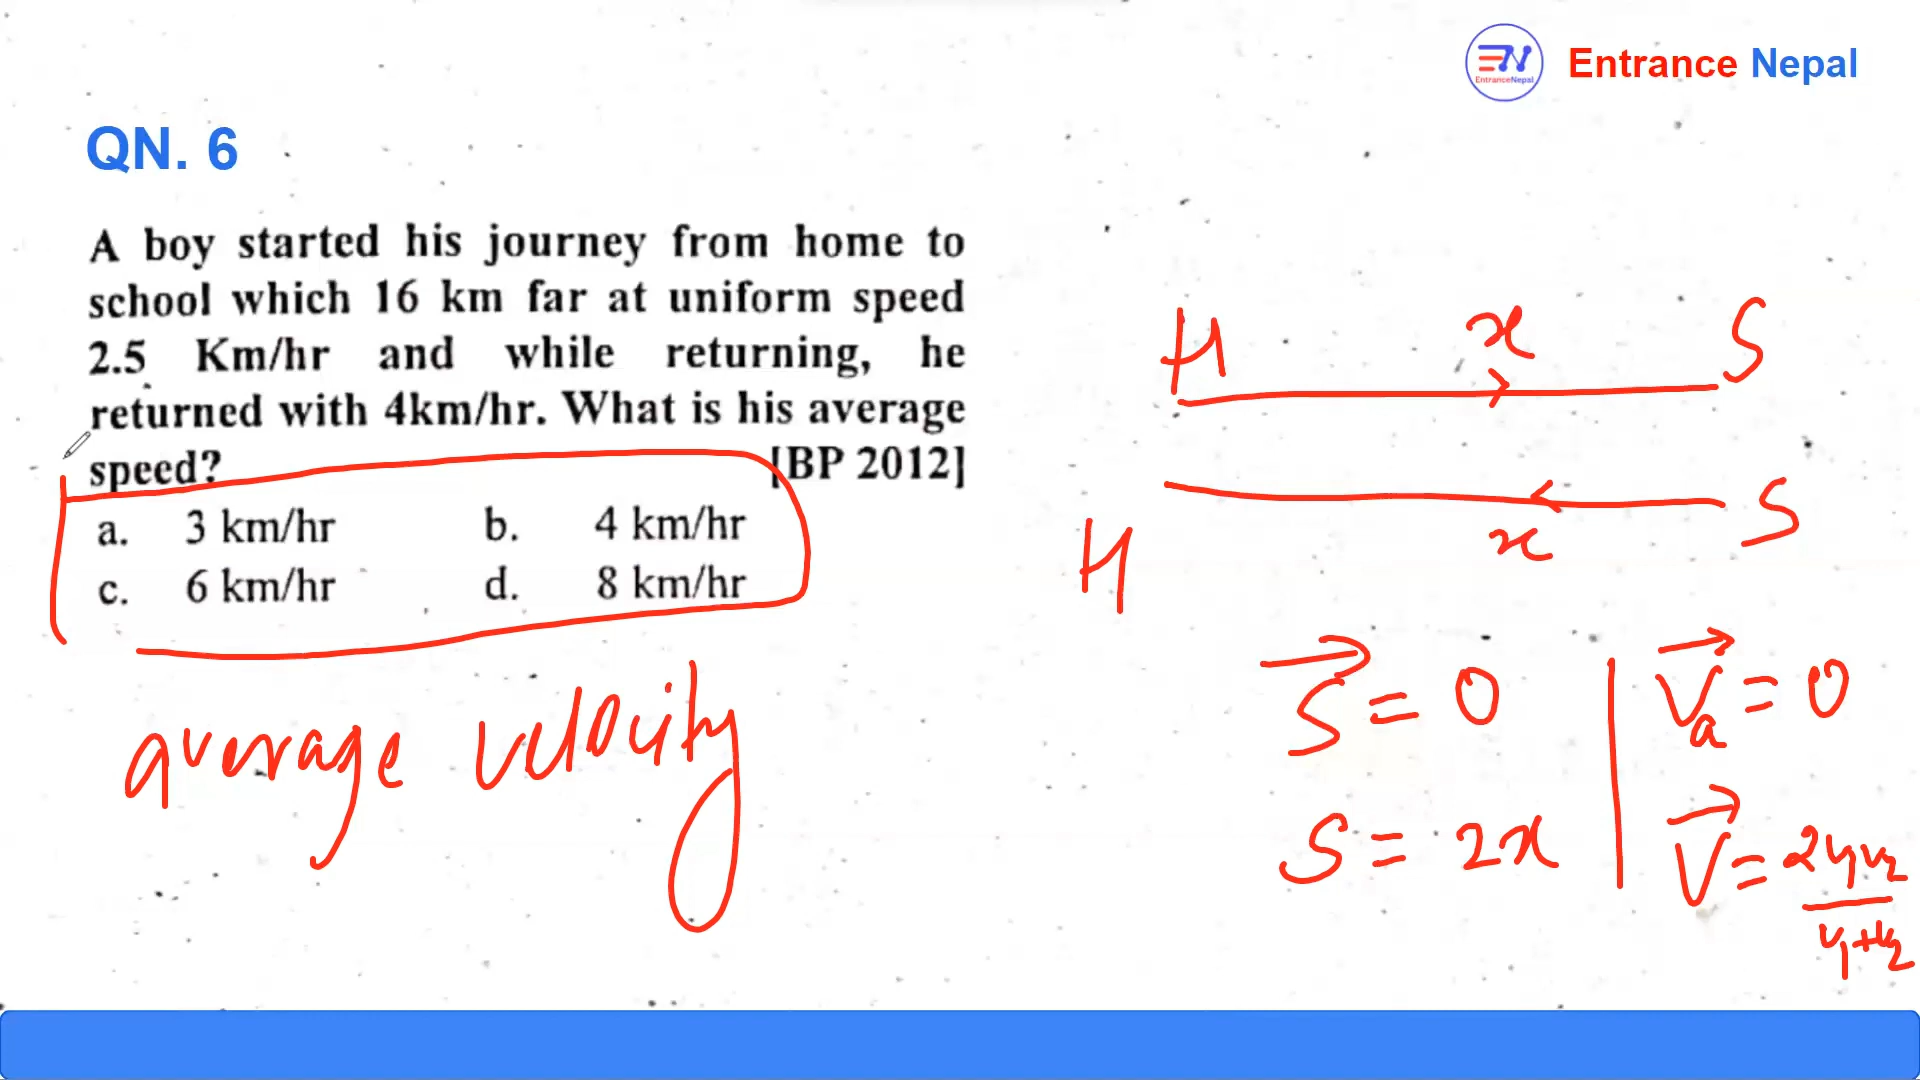 EN
EntranceNepal
Entrance Nepal
QN. 6
A boy started his journey from home to
school which 16 km far at uniform speed
2.5 Km/hr and while returning, he
returned with 4km/hr. What is his average
speed? [BP 2012]
a. 3 km/hr b. 4 km/hr
c. 6 km/hr d. 8 km/hr
average velocity
H x S
H x S
S⃗ = 0
V⃗a = 0
S = 2x
V⃗ = 2v1v2
v1+v2